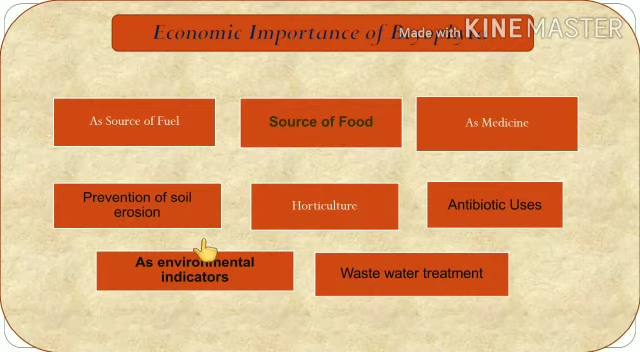 Economic Importance of
Made with KINEMASTER
As Source of Fuel
Source of Food
As Medicine
Prevention of soil
erosion
Horticulture
Antibiotic Uses
As environmental
indicators
Waste water treatment